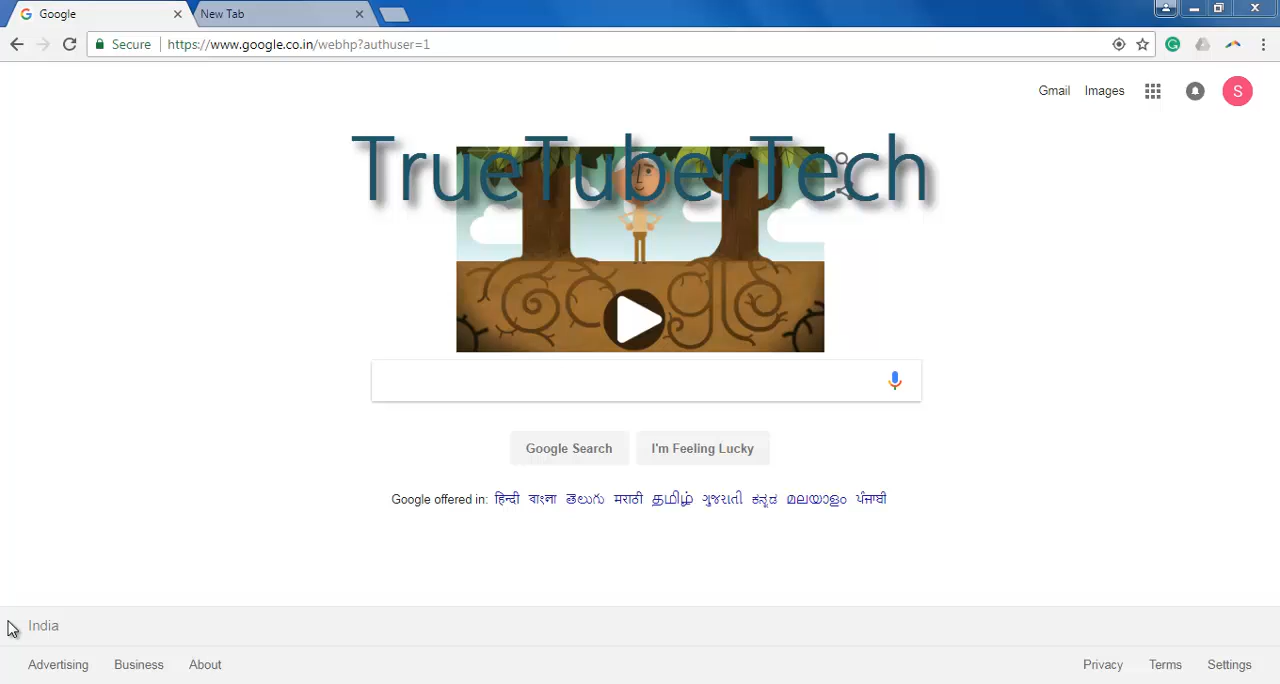 Google
New Tab
Secure
https://www.google.co.in/webhp?authuser=1
Gmail Images
S
TrueTuberTech
Google
Google Search
I'm Feeling Lucky
Google offered in: हिन्दी বাংলা తెలుగు मराठी தமிழ் ગુજરાતી ಕನ್ನಡ മലയാളം ਪੰਜਾਬੀ
India
Advertising Business About
Privacy Terms Settings